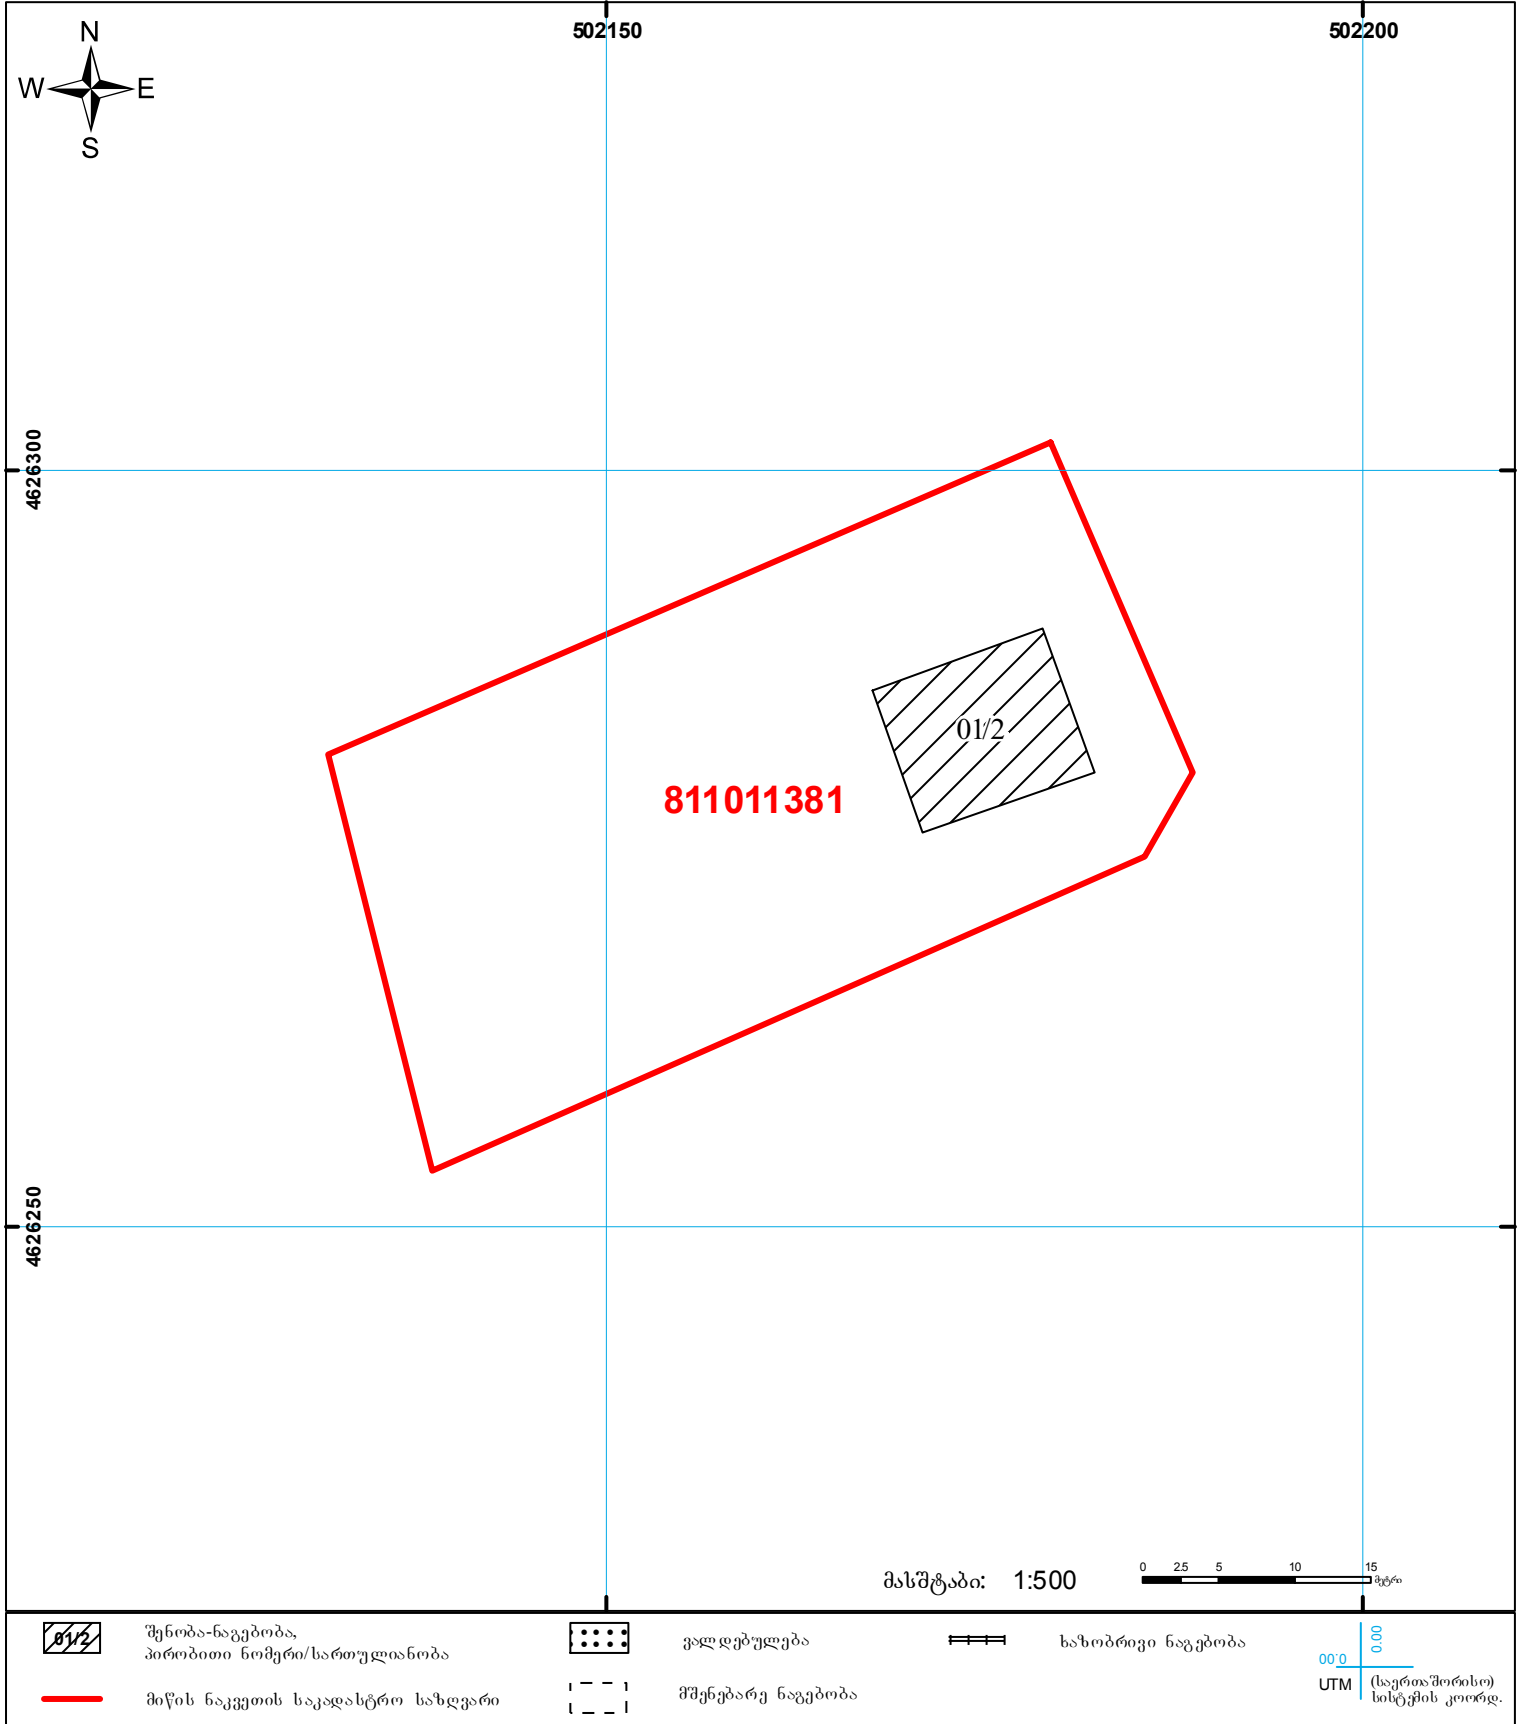 502150
502200
N
W
E
S
4626300
01/2
811011381
4626250
მასშტაბი: 1:500
0 2.5 5 10 15
მეტრი
01/2
შენობა-ნაგებობა,
პირობითი ნომერი/სართულიანობა
ვალდებულება
ხაზობრივი ნაგებობა
მიწის ნაკვეთის საკადასტრო საზღვარი
მშენებარე ნაგებობა
0.00
0.00
UTM
(საერთაშორისო)
სისტემის კოორდ.